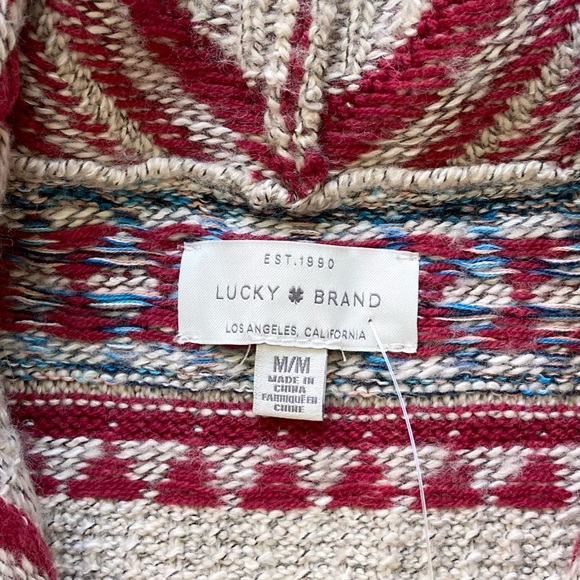 EST.1990
LUCKY BRAND
LOS ANGELES, CALIFORNIA
M/M
MADE IN
CHINA
FABRIQUÉ EN
CHINE